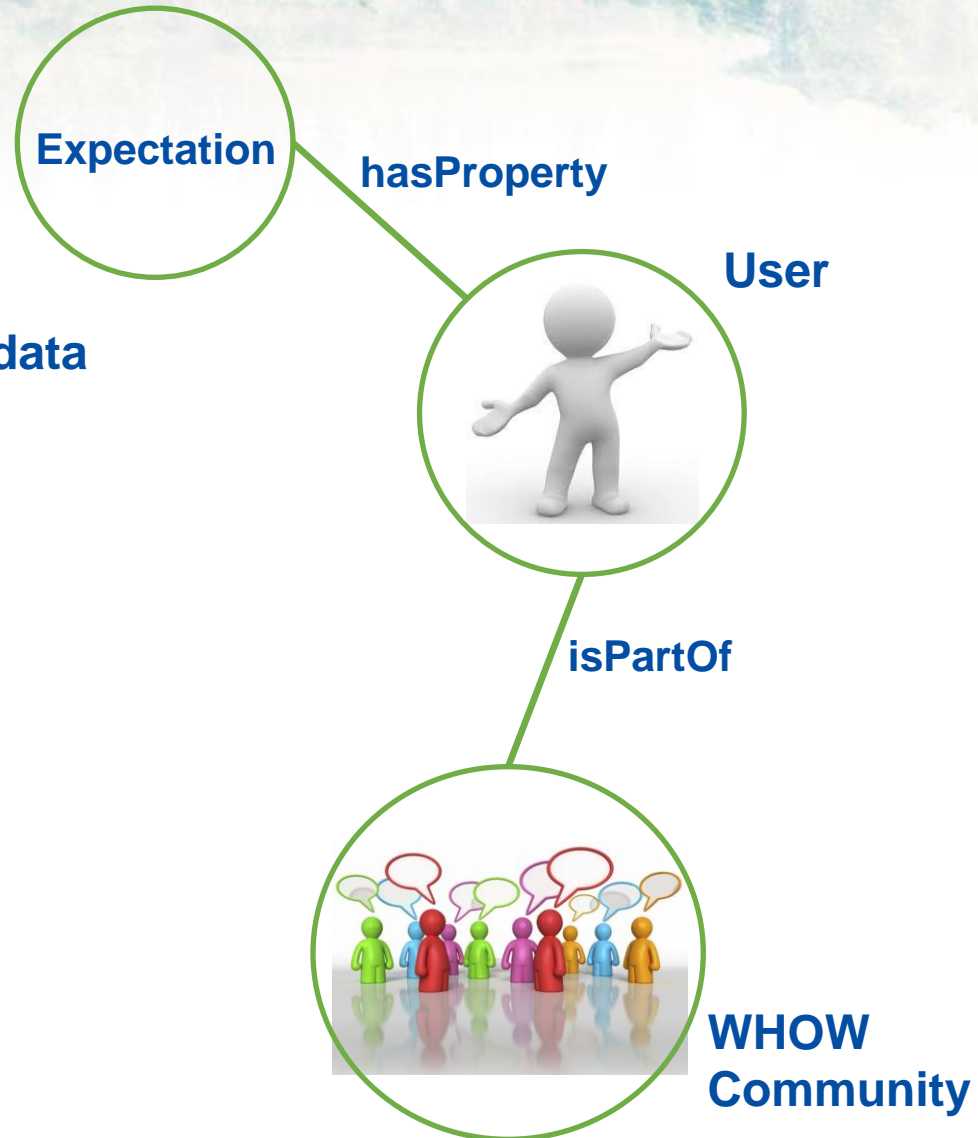 Expectation
hasProperty
User
data
isPartOf
WHOW
Community